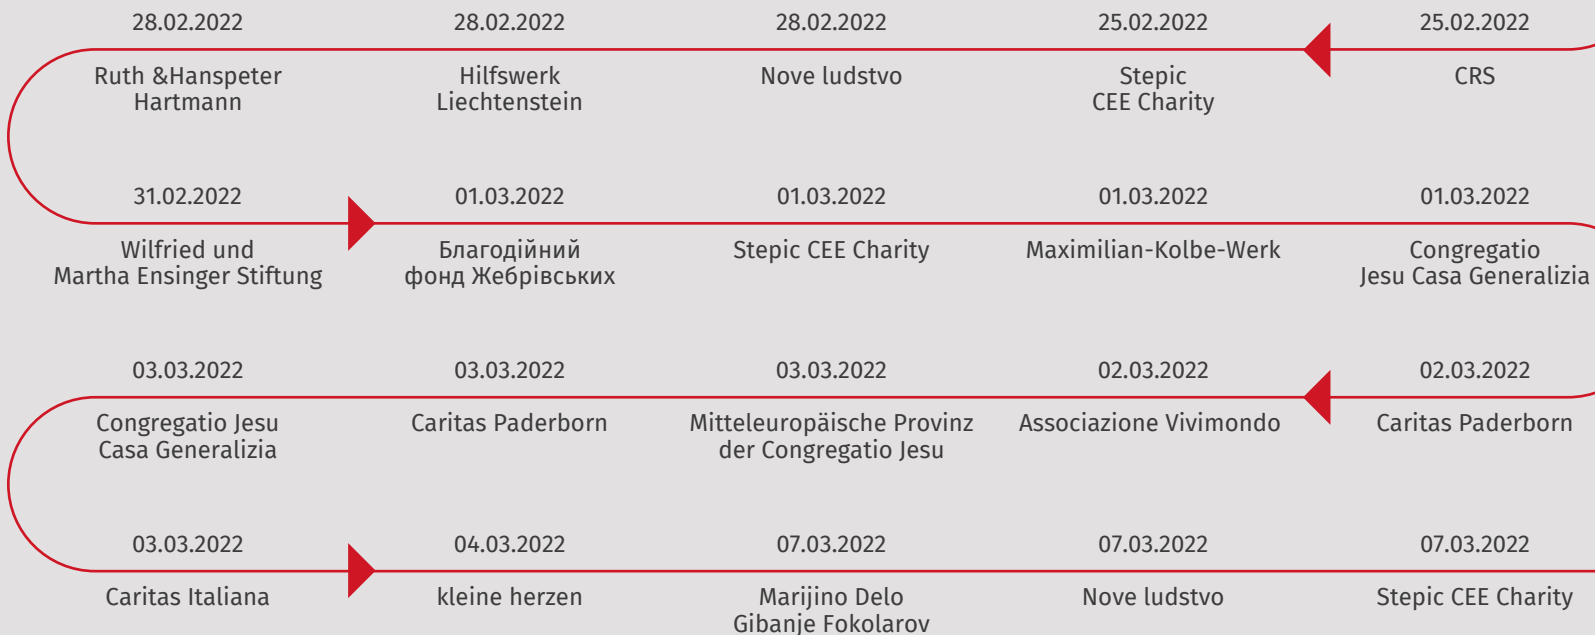 28.02.2022 28.02.2022 28.02.2022 25.02.2022 25.02.2022
Ruth &Hanspeter
Hartmann
Hilfswerk
Liechtenstein
Nove ludstvo
Stepic
CEE Charity
CRS
31.02.2022 01.03.2022 01.03.2022 01.03.2022 01.03.2022
Wilfried und
Martha Ensinger Stiftung
Благодійний
фонд Жебрівських
Stepic CEE Charity
Maximilian-Kolbe-Werk
Congregatio
Jesu Casa Generalizia
03.03.2022 03.03.2022 03.03.2022 02.03.2022 02.03.2022
Congregatio Jesu
Casa Generalizia
Caritas Paderborn
Mitteleuropäische Provinz
der Congregatio Jesu
Associazione Vivimondo
Caritas Paderborn
03.03.2022 04.03.2022 07.03.2022 07.03.2022 07.03.2022
Caritas Italiana
kleine herzen
Marijino Delo
Gibanje Fokolarov
Nove ludstvo
Stepic CEE Charity